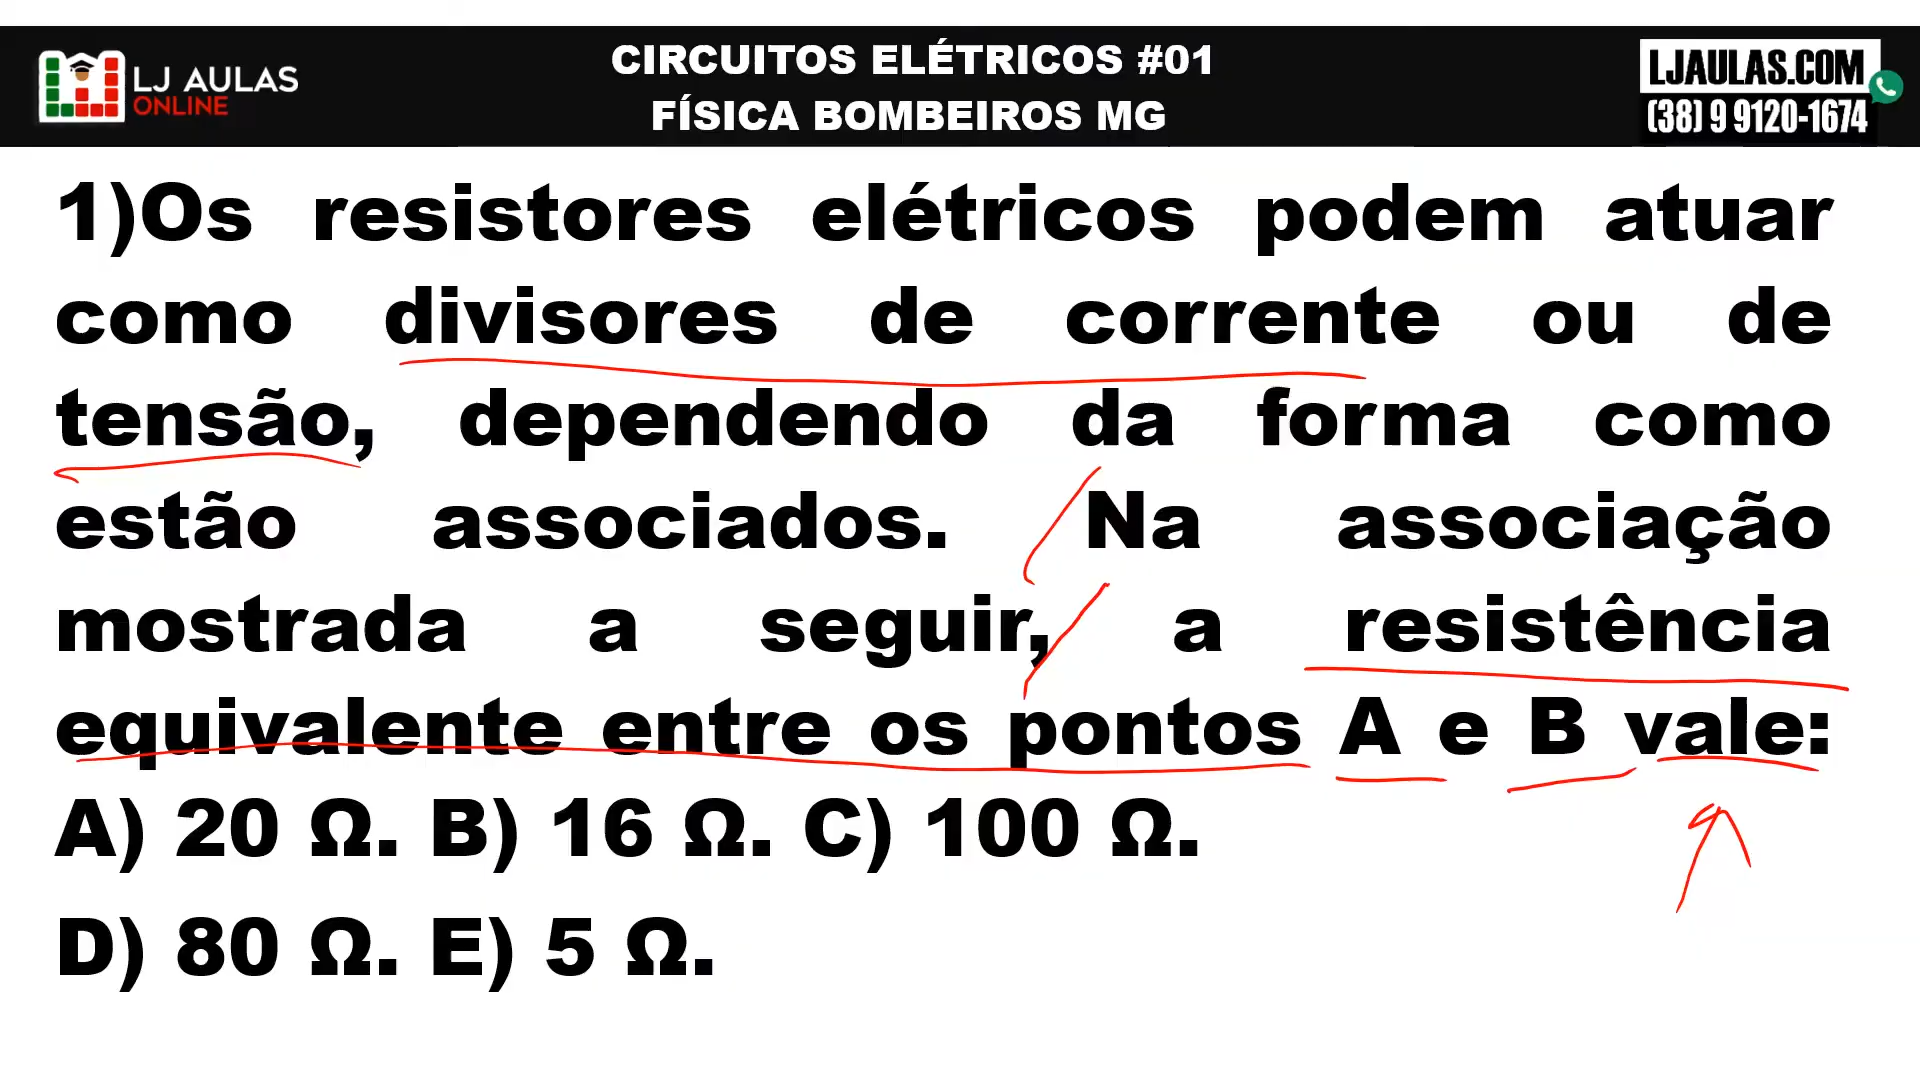 LJ AULAS
ONLINE
CIRCUITOS ELÉTRICOS #01
FÍSICA BOMBEIROS MG
LJAULAS.COM
(38) 9 9120-1674
1)Os resistores elétricos podem atuar
como divisores de corrente ou de
tensão, dependendo da forma como
estão associados. Na associação
mostrada a seguir, a resistência
equivalente entre os pontos A e B vale:
A) 20 Ω. B) 16 Ω. C) 100 Ω.
D) 80 Ω. E) 5 Ω.